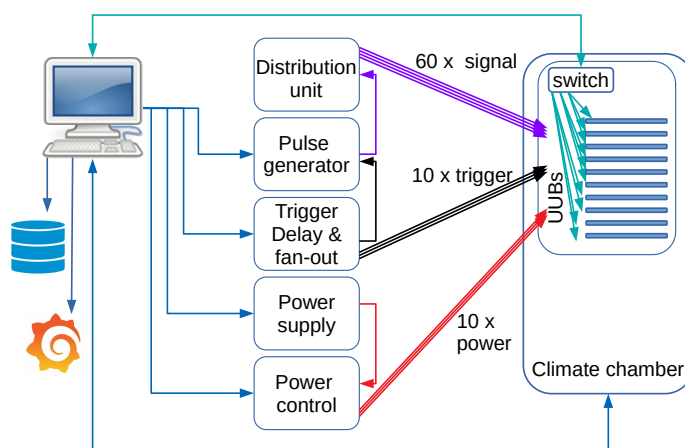 Distribution
unit
60 x  signal
switch
Pulse
generator
10 x trigger
UUBs
Trigger
Delay &
fan-out
Power
supply
10 x
power
Climate chamber
Power
control